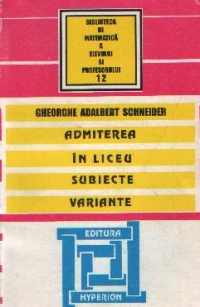 BIBLIOTECA
DE
MATEMATICĂ
A
ELEVULUI
ȘI
PROFESORULUI
12
GHEORGHE ADALBERT SCHNEIDER
ADMITEREA
ÎN LICEU
SUBIECTE
VARIANTE
EDITURA
HYPERION